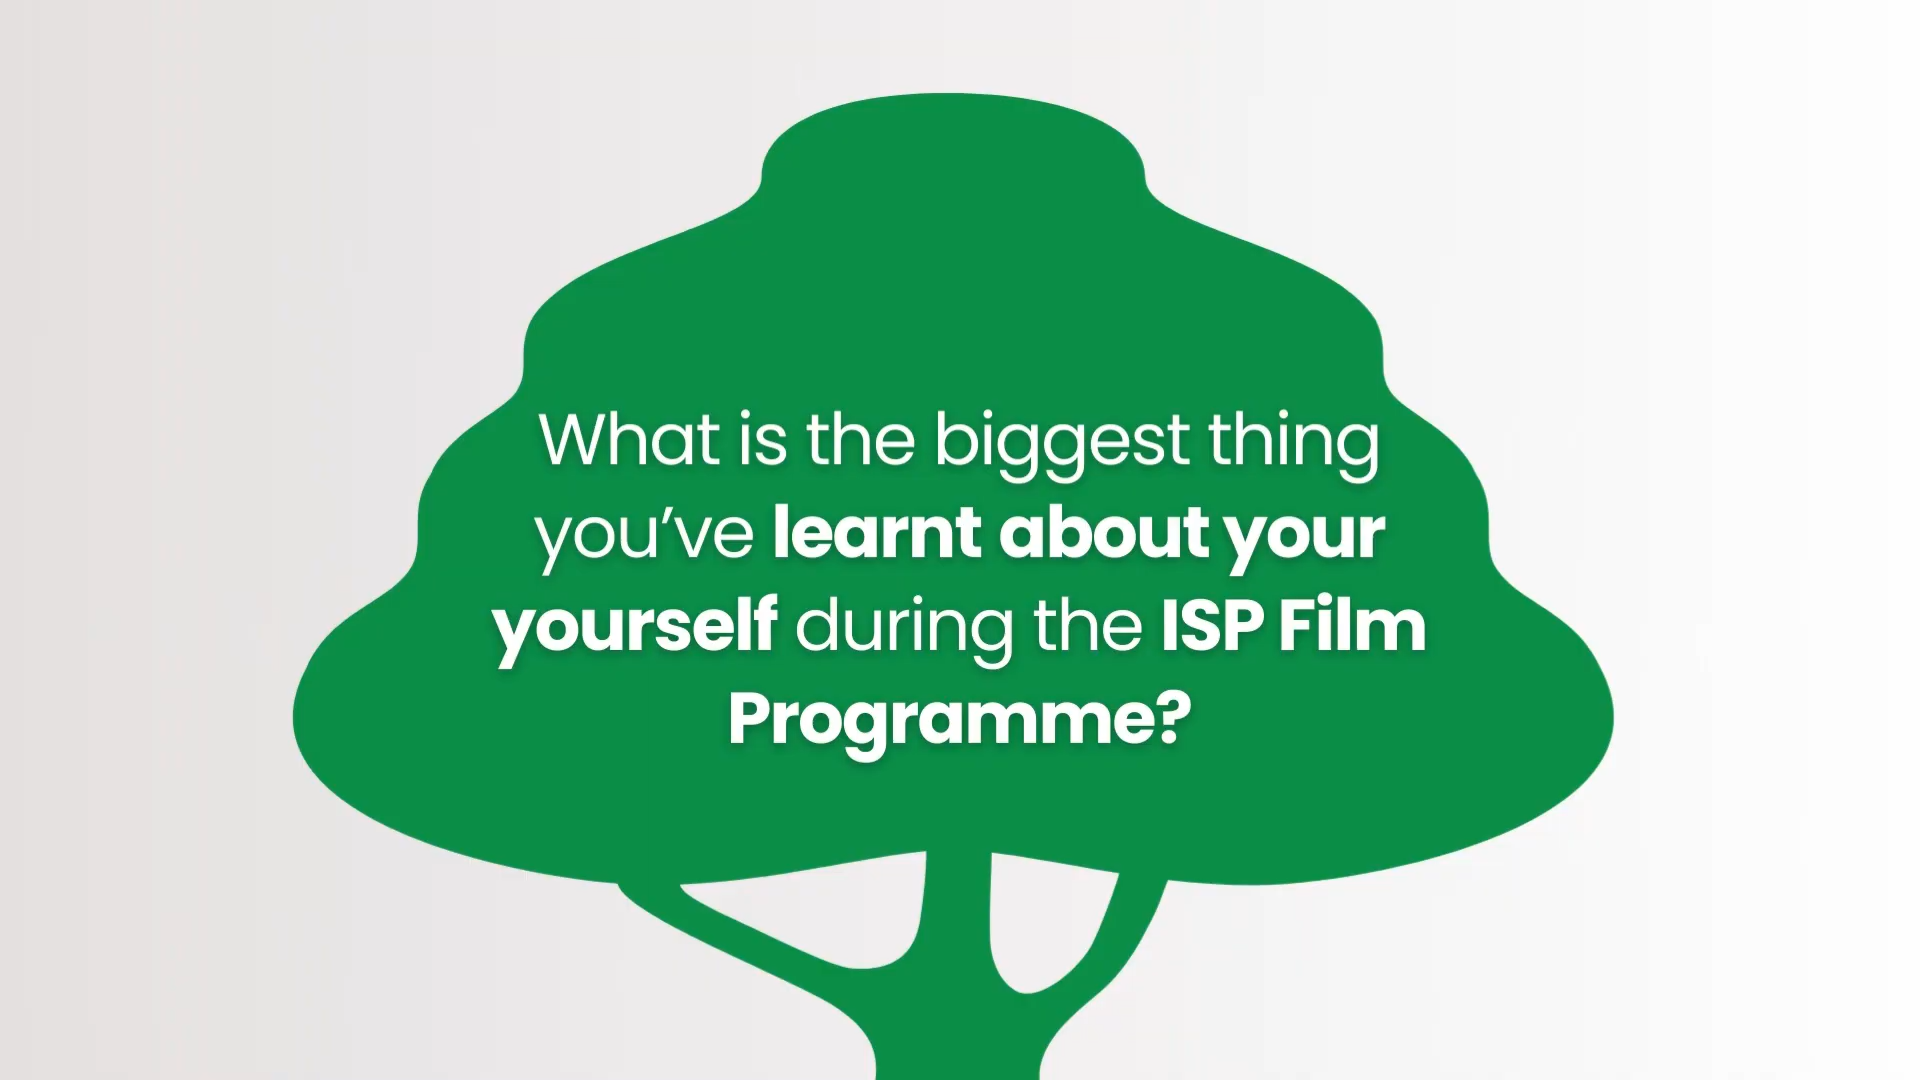 What is the biggest thing
you’ve learnt about your
yourself during the ISP Film
Programme?